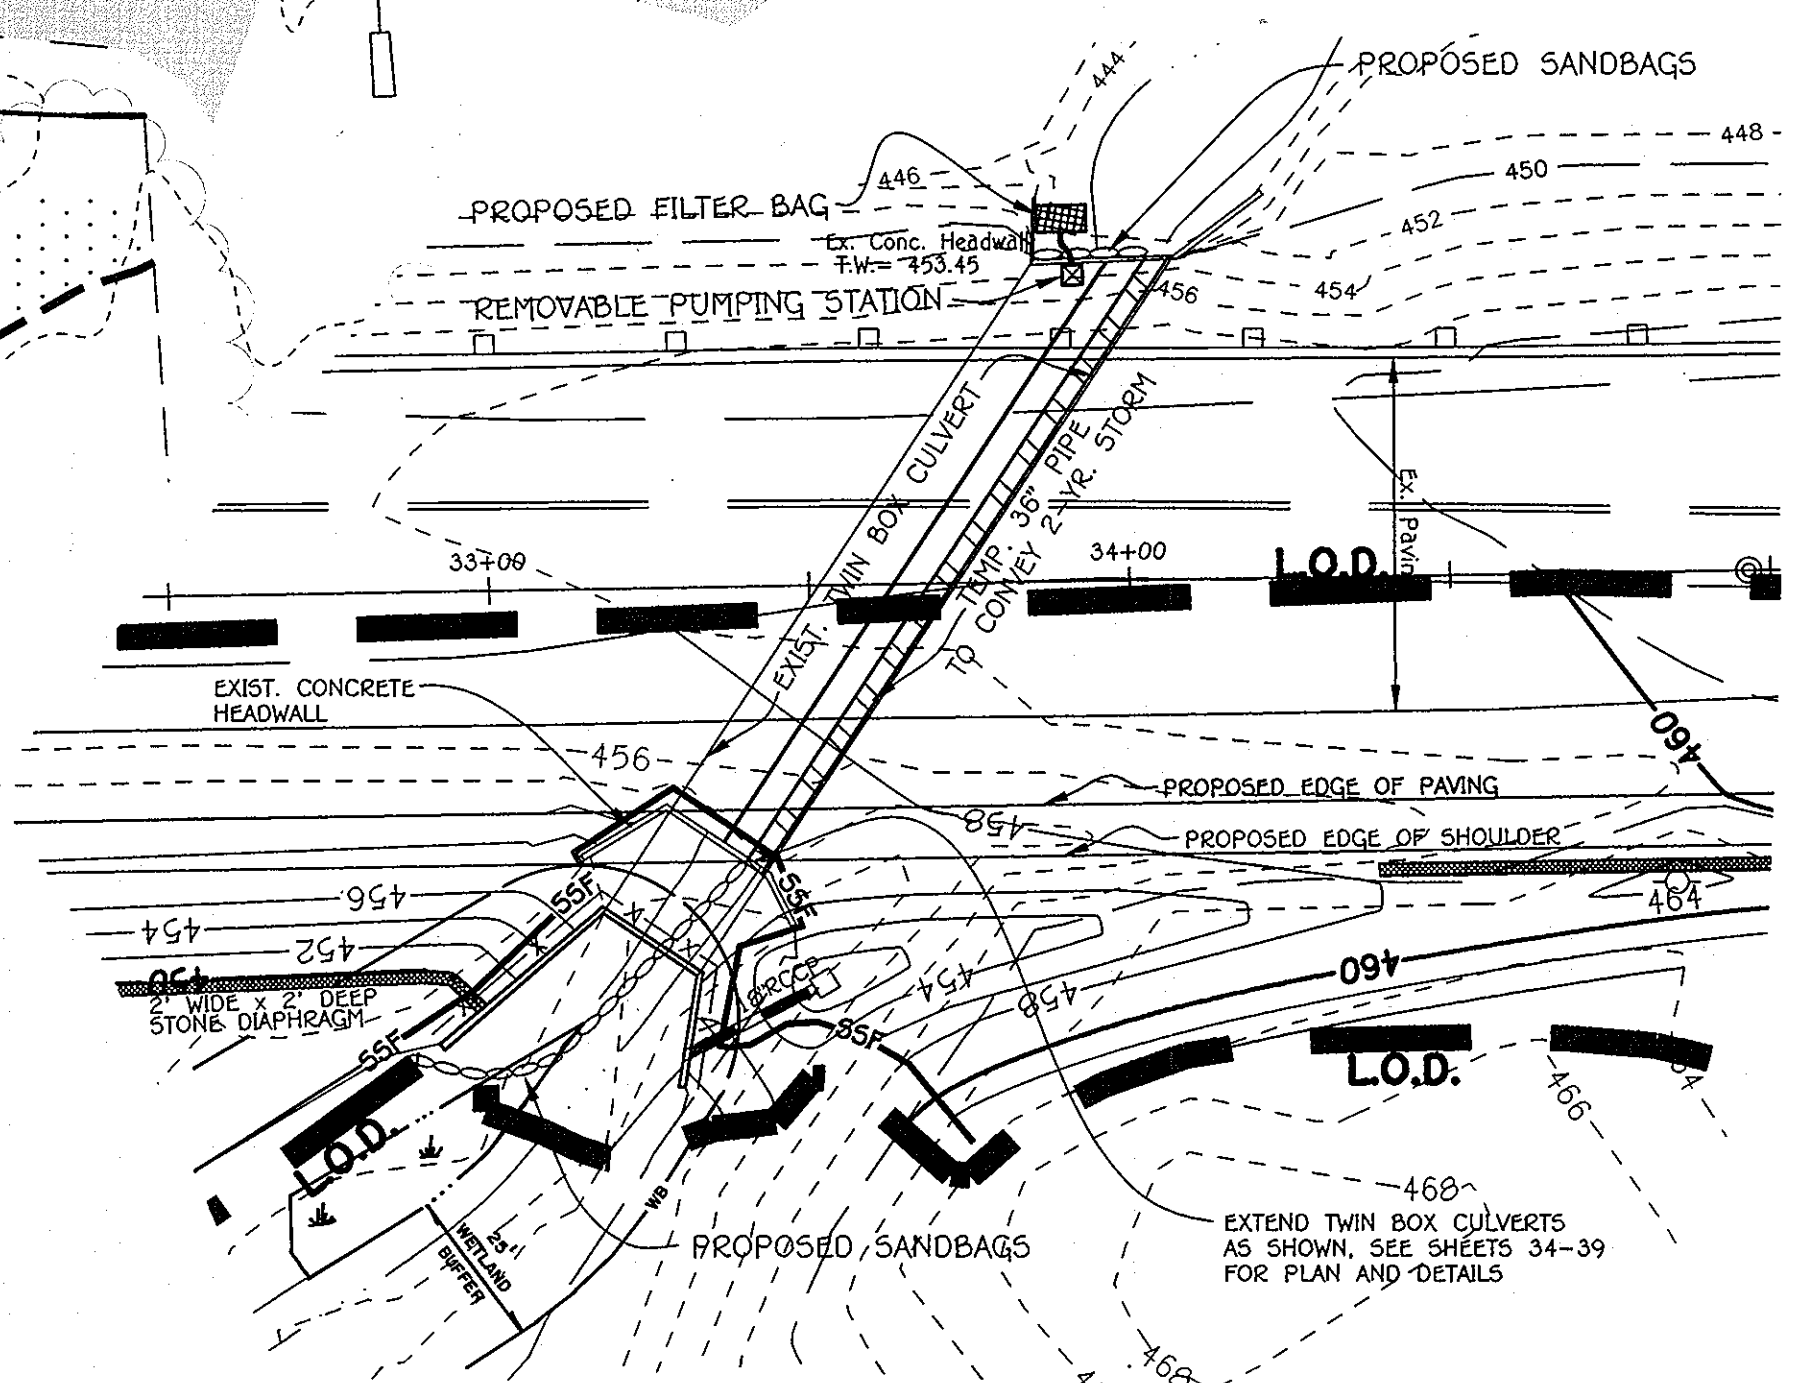 444
PROPOSED SANDBAGS
448
450
446
PROPOSED FILTER BAG
452
Ex. Conc. Headwall
T.W.= 453.45
REMOVABLE PUMPING STATION
456
454
EXIST. TWIN BOX CULVERT
TEMP. 36" PIPE
TO CONVEY 2-YR. STORM
Ex. Pavin
33+00
34+00
L.O.D.
EXIST. CONCRETE
HEADWALL
460
456
PROPOSED EDGE OF PAVING
458
PROPOSED EDGE OF SHOULDER
SSF
SSF
456
464
454
452
450
460
2' WIDE x 2' DEEP
STONE DIAPHRAGM
18" RCCP
454
458
SSF
SSF
L.O.D.
466
L.O.D.
WB
468
25'
WETLAND
BUFFER
PROPOSED SANDBAGS
EXTEND TWIN BOX CULVERTS
AS SHOWN, SEE SHEETS 34-39
FOR PLAN AND DETAILS
468